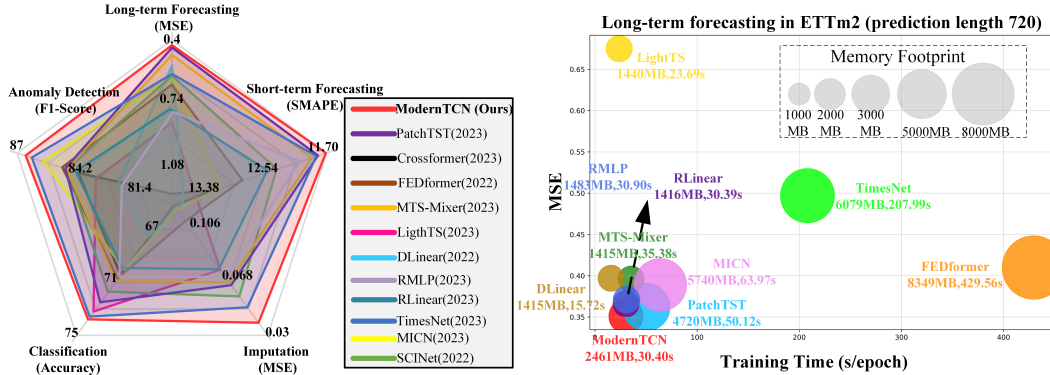 Long-term Forecasting
(MSE)
0.4
Anomaly Detection
(F1-Score)
0.74
Short-term Forecasting
(SMAPE)
87
84.2
81.4
1.08
13.38
12.54
11.70
67
0.106
71
0.068
75
0.03
Classification
(Accuracy)
Imputation
(MSE)
ModernTCN (Ours)
PatchTST(2023)
Crossformer(2023)
FEDformer(2022)
MTS-Mixer(2023)
LigthTS(2023)
DLinear(2022)
RMLP(2023)
RLinear(2023)
TimesNet(2023)
MICN(2023)
SCINet(2022)
Long-term forecasting in ETTm2 (prediction length 720)
MSE
0.65
0.60
0.55
0.50
0.45
0.40
0.35
LightTS
1440MB,23.69s
Memory Footprint
1000
MB
2000
MB
3000
MB
5000MB
8000MB
RMLP
1483MB,30.90s
RLinear
1416MB,30.39s
TimesNet
6079MB,207.99s
MTS-Mixer
1415MB,35.38s
MICN
5740MB,63.97s
FEDformer
8349MB,429.56s
DLinear
1415MB,15.72s
PatchTST
4720MB,50.12s
ModernTCN
2461MB,30.40s
0
100
200
300
400
Training Time (s/epoch)